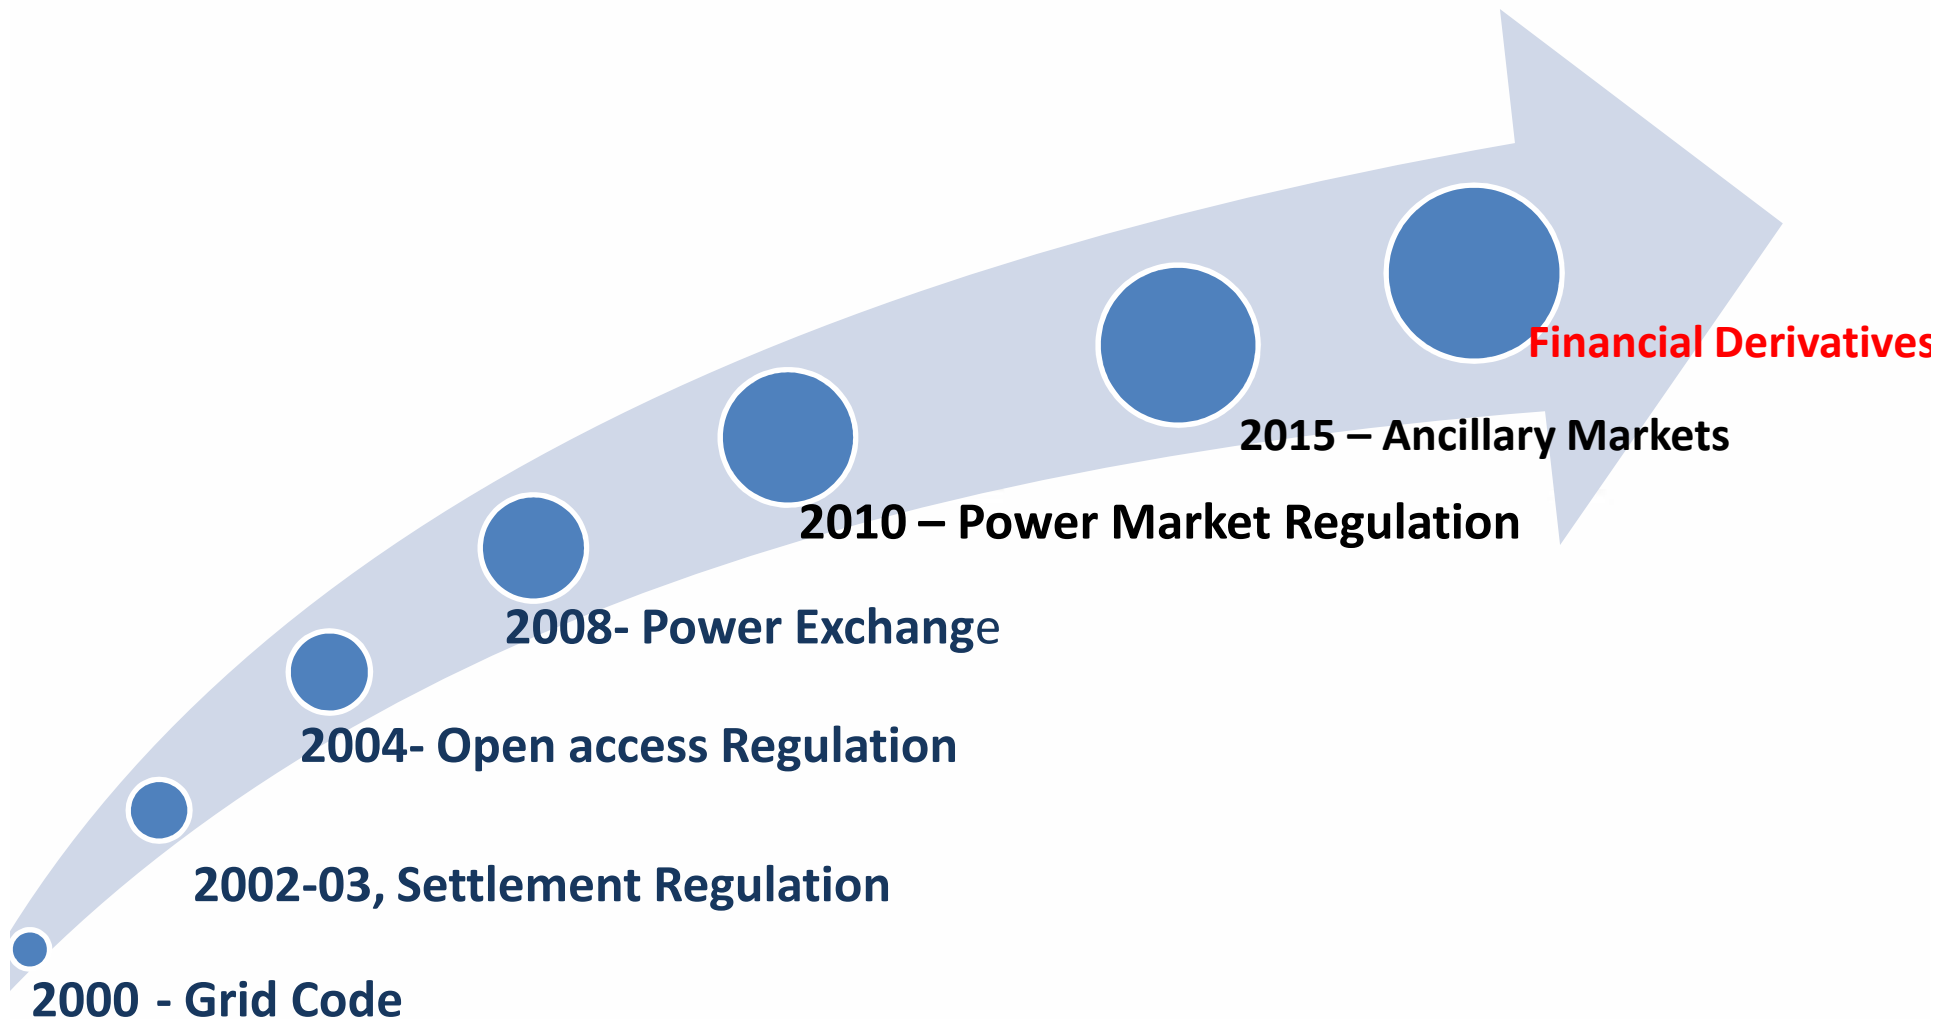 Financial Derivatives
2015 – Ancillary Markets
2010 – Power Market Regulation
2008- Power Exchange
2004- Open access Regulation
2002-03, Settlement Regulation
2000 - Grid Code